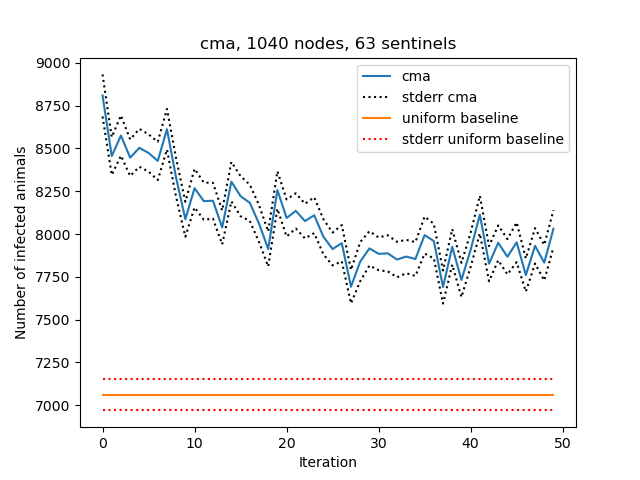 cma, 1040 nodes, 63 sentinels
cma
stderr cma
uniform baseline
stderr uniform baseline
Number of infected animals
9000
8750
8500
8250
8000
7750
7500
7250
7000
0 10 20 30 40 50
Iteration